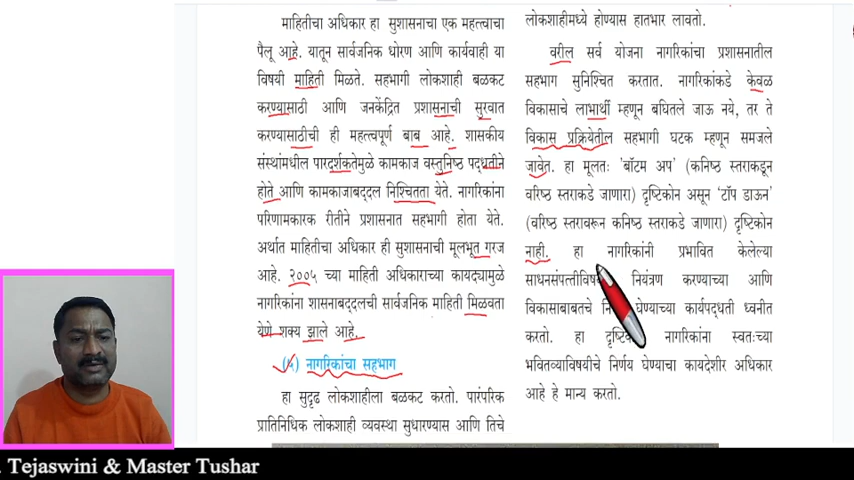 माहितीचा अधिकार हा सुशासनाचा एक महत्त्वाचा
पैलू आहे. यातून सार्वजनिक धोरण आणि कार्यवाही या
विषयी माहिती मिळते. सहभागी लोकशाही बळकट
करण्यासाठी आणि जनकेंद्रित प्रशासनाची सुरवात
करण्यासाठीची ही महत्त्वपूर्ण बाब आहे. शासकीय
संस्थांमधील पारदर्शकतेमुळे कामकाज वस्तुनिष्ठ पद्धतीने
होते आणि कामकाजाबद्दल निश्चितता येते. नागरिकांना
परिणामकारक रीतीने प्रशासनात सहभागी होता येते.
अर्थात माहितीचा अधिकार ही सुशासनाची मूलभूत गरज
आहे. २००५ च्या माहिती अधिकाराच्या कायद्यामुळे
नागरिकांना शासनाबद्दलची सार्वजनिक माहिती मिळवता
येणे शक्य झाले आहे.
(५) नागरिकांचा सहभाग
हा सुदृढ लोकशाहीला बळकट करतो. पारंपरिक
प्रातिनिधिक लोकशाही व्यवस्था सुधारण्यास आणि तिचे
लोकशाहीमध्ये होण्यास हातभार लावतो.
वरील सर्व योजना नागरिकांचा प्रशासनातील
सहभाग सुनिश्चित करतात. नागरिकांकडे केवळ
विकासाचे लाभार्थी म्हणून बघितले जाऊ नये, तर ते
विकास प्रक्रियेतील सहभागी घटक म्हणून समजले
जावेत. हा मूलतः 'बॉटम अप' (कनिष्ठ स्तराकडून
वरिष्ठ स्तराकडे जाणारा) दृष्टिकोन असून 'टॉप डाऊन'
(वरिष्ठ स्तरावरून कनिष्ठ स्तराकडे जाणारा) दृष्टिकोन
नाही. हा नागरिकांनी प्रभावित केलेल्या
नियंत्रण करण्याच्या आणि
विकासाबाबतचे घेण्याच्या कार्यपद्धती ध्वनीत
करतो. हा नागरिकांना स्वतःच्या
भवितव्याविषयीचे निर्णय घेण्याचा कायदेशीर अधिकार
आहे हे मान्य करतो.
. Tejaswini & Master Tushar